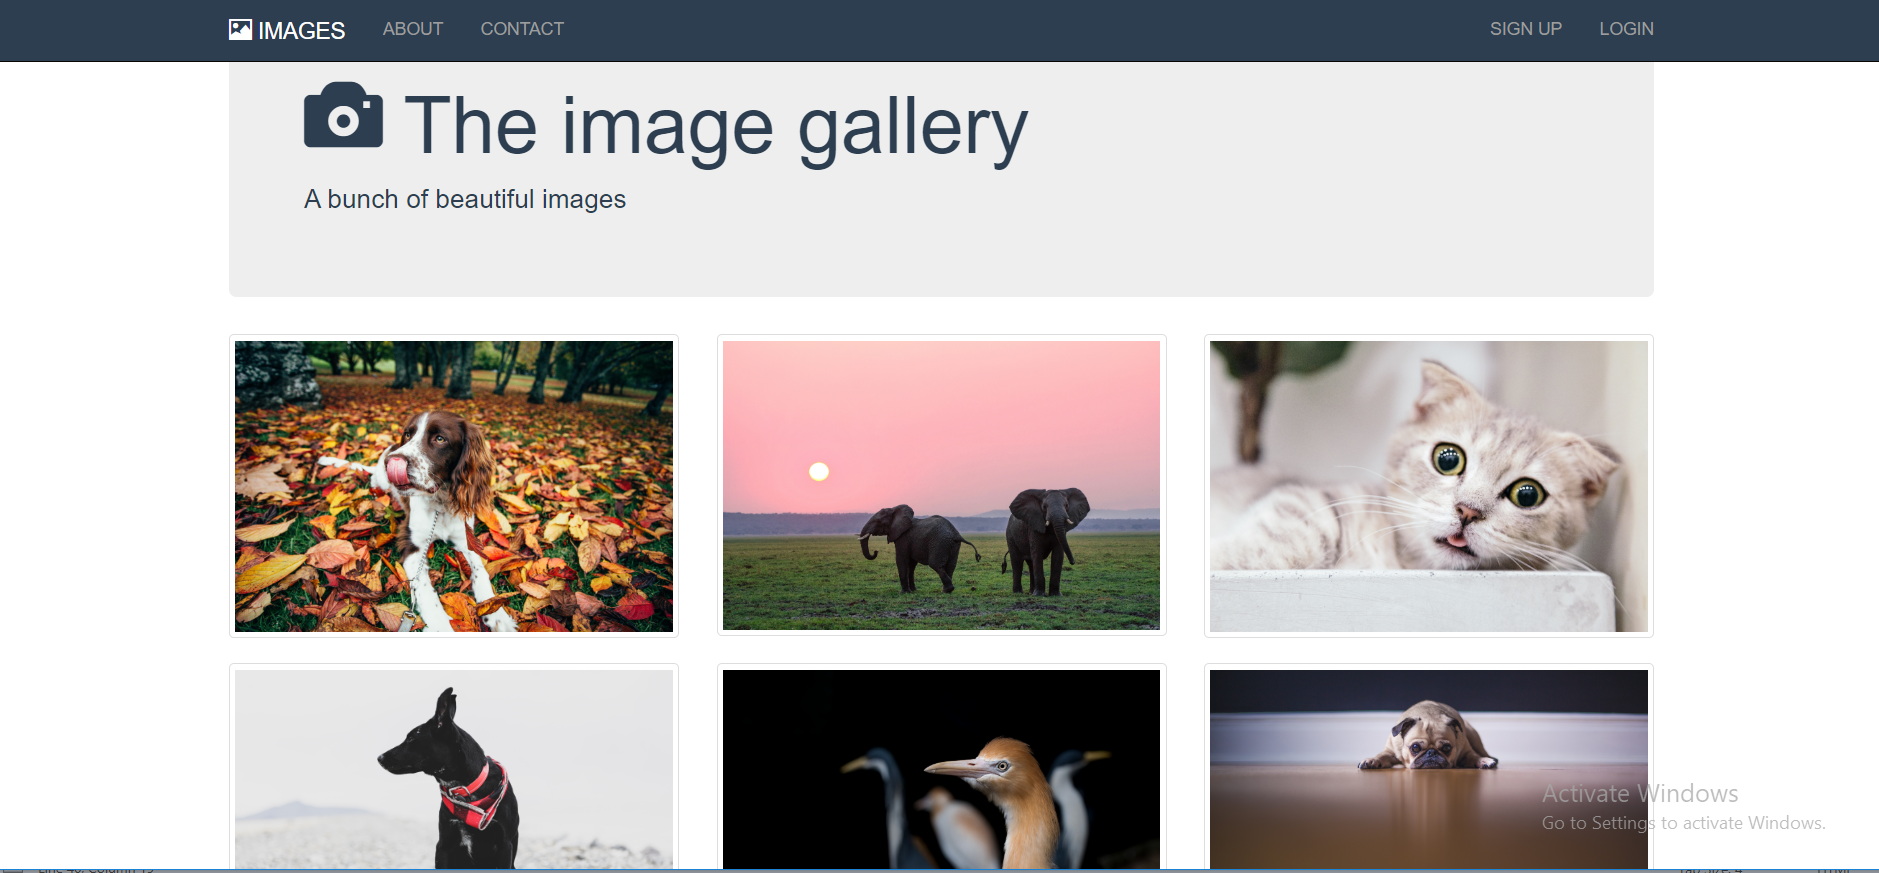 IMAGES ABOUT CONTACT SIGN UP LOGIN
The image gallery
A bunch of beautiful images
Activate Windows
Go to Settings to activate Windows.